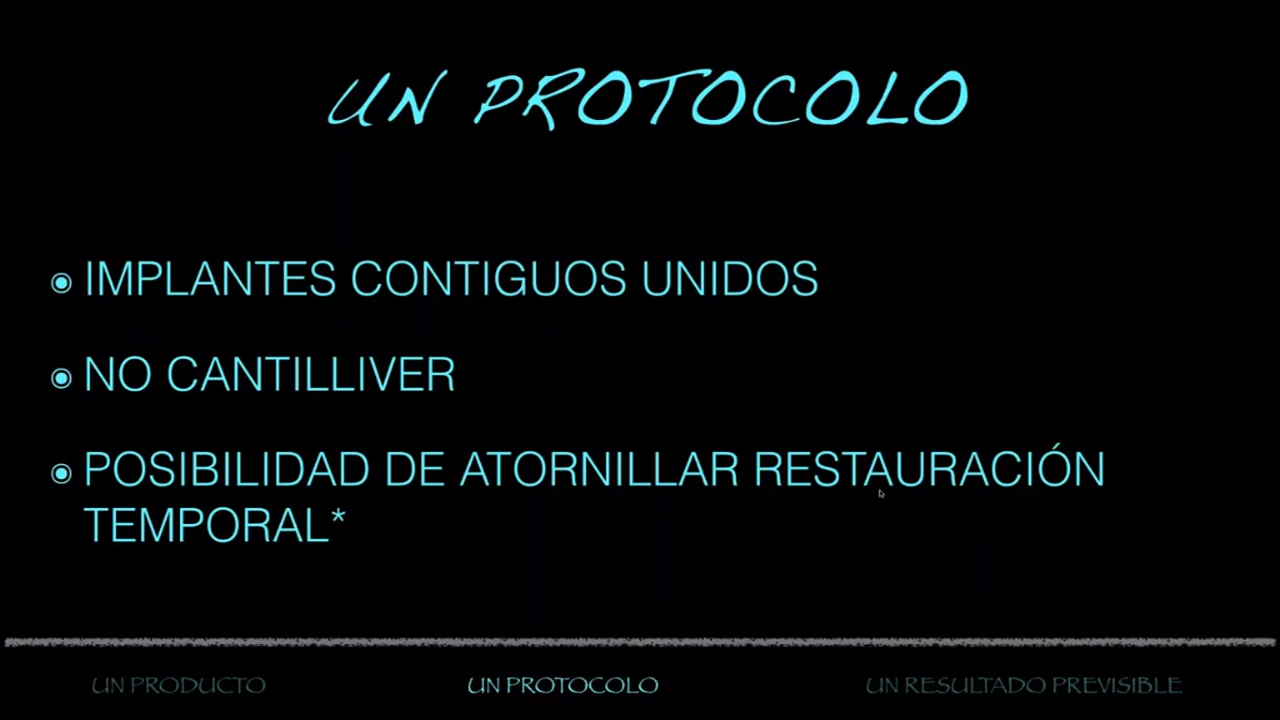 UN PROTOCOLO
IMPLANTES CONTIGUOS UNIDOS
NO CANTILLIVER
POSIBILIDAD DE ATORNILLAR RESTAURACIÓN
TEMPORAL*
UN PRODUCTO
UN PROTOCOLO
UN RESULTADO PREVISIBLE